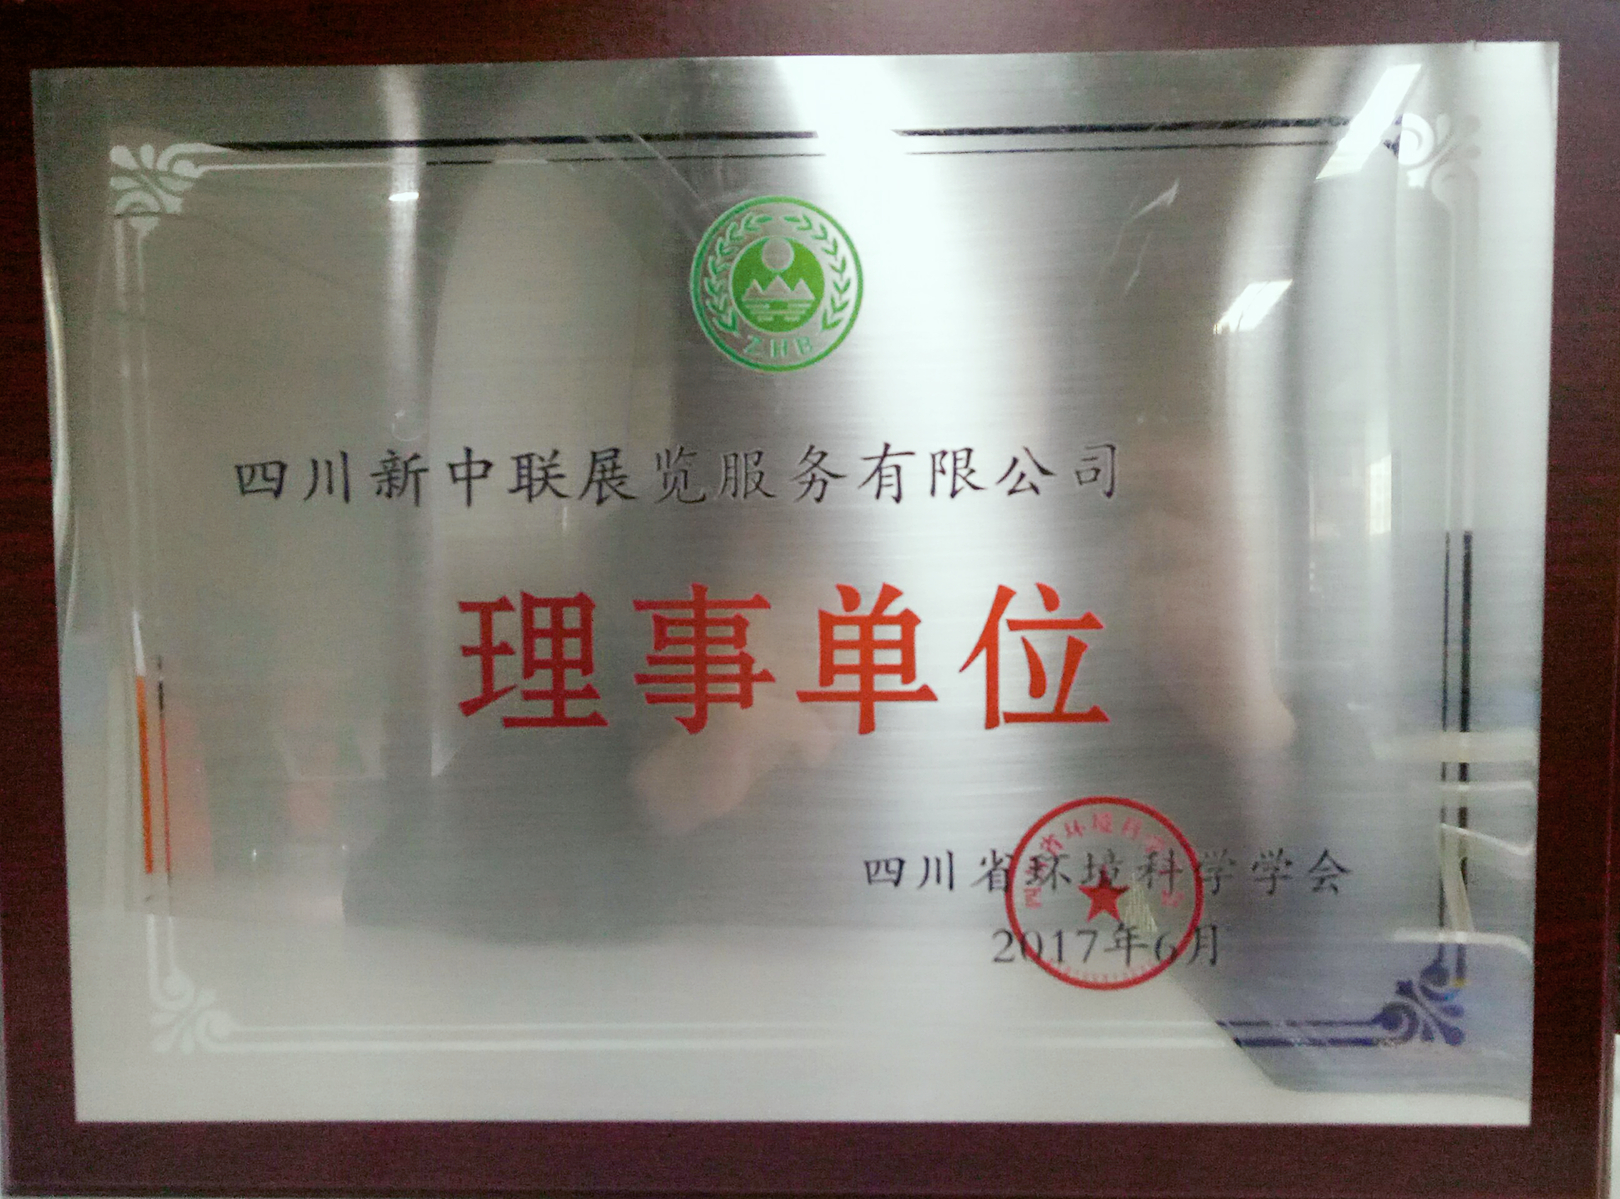 ZHB
四川新中联展览服务有限公司
理事单位
四川省环境科学学会
2017年6月